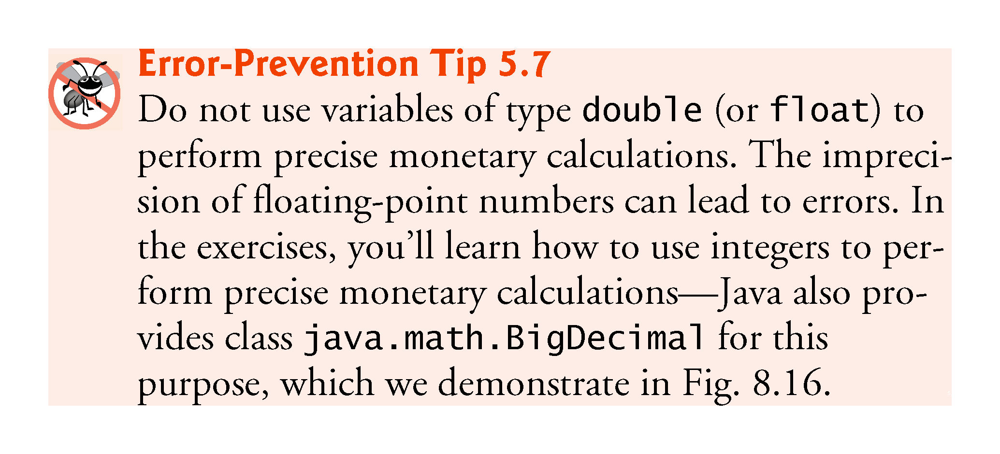 Error-Prevention Tip 5.7
Do not use variables of type double (or float) to
perform precise monetary calculations. The impreci-
sion of floating-point numbers can lead to errors. In
the exercises, you’ll learn how to use integers to per-
form precise monetary calculations—Java also pro-
vides class java.math.BigDecimal for this
purpose, which we demonstrate in Fig. 8.16.